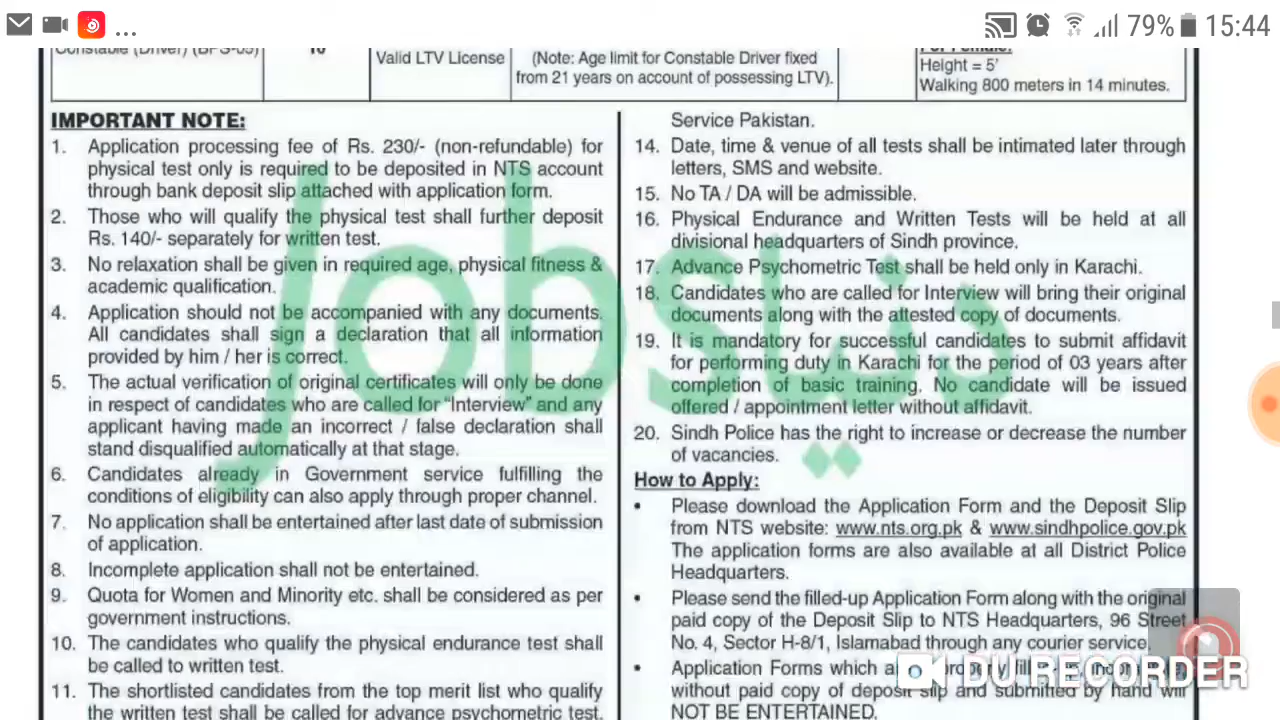 ... 79% 15:44
Constable (Driver) (BPS-05) 10
Valid LTV License
(Note: Age limit for Constable Driver fixed
from 21 years on account of possessing LTV).
For Female:
Height = 5'
Walking 800 meters in 14 minutes.
IMPORTANT NOTE:
1. Application processing fee of Rs. 230/- (non-refundable) for
physical test only is required to be deposited in NTS account
through bank deposit slip attached with application form.
2. Those who will qualify the physical test shall further deposit
Rs. 140/- separately for written test.
3. No relaxation shall be given in required age, physical fitness &
academic qualification.
4. Application should not be accompanied with any documents.
All candidates shall sign a declaration that all information
provided by him / her is correct.
5. The actual verification of original certificates will only be done
in respect of candidates who are called for "Interview" and any
applicant having made an incorrect / false declaration shall
stand disqualified automatically at that stage.
6. Candidates already in Government service fulfilling the
conditions of eligibility can also apply through proper channel.
7. No application shall be entertained after last date of submission
of application.
8. Incomplete application shall not be entertained.
9. Quota for Women and Minority etc. shall be considered as per
government instructions.
10. The candidates who qualify the physical endurance test shall
be called to written test.
11. The shortlisted candidates from the top merit list who qualify
the written test shall be called for advance psychometric test.
Service Pakistan.
14. Date, time & venue of all tests shall be intimated later through
letters, SMS and website.
15. No TA / DA will be admissible.
16. Physical Endurance and Written Tests will be held at all
divisional headquarters of Sindh province.
17. Advance Psychometric Test shall be held only in Karachi.
18. Candidates who are called for Interview will bring their original
documents along with the attested copy of documents.
19. It is mandatory for successful candidates to submit affidavit
for performing duty in Karachi for the period of 03 years after
completion of basic training. No candidate will be issued
offered / appointment letter without affidavit.
20. Sindh Police has the right to increase or decrease the number
of vacancies.
How to Apply:
• Please download the Application Form and the Deposit Slip
from NTS website: www.nts.org.pk & www.sindhpolice.gov.pk
The application forms are also available at all District Police
Headquarters.
• Please send the filled-up Application Form along with the original
paid copy of the Deposit Slip to NTS Headquarters, 96 Street
No. 4, Sector H-8/1, Islamabad through any courier service.
• Application Forms which
without paid copy of deposit slip and submitted by hand will
NOT BE ENTERTAINED.
Jobs دنیا
DU RECORDER